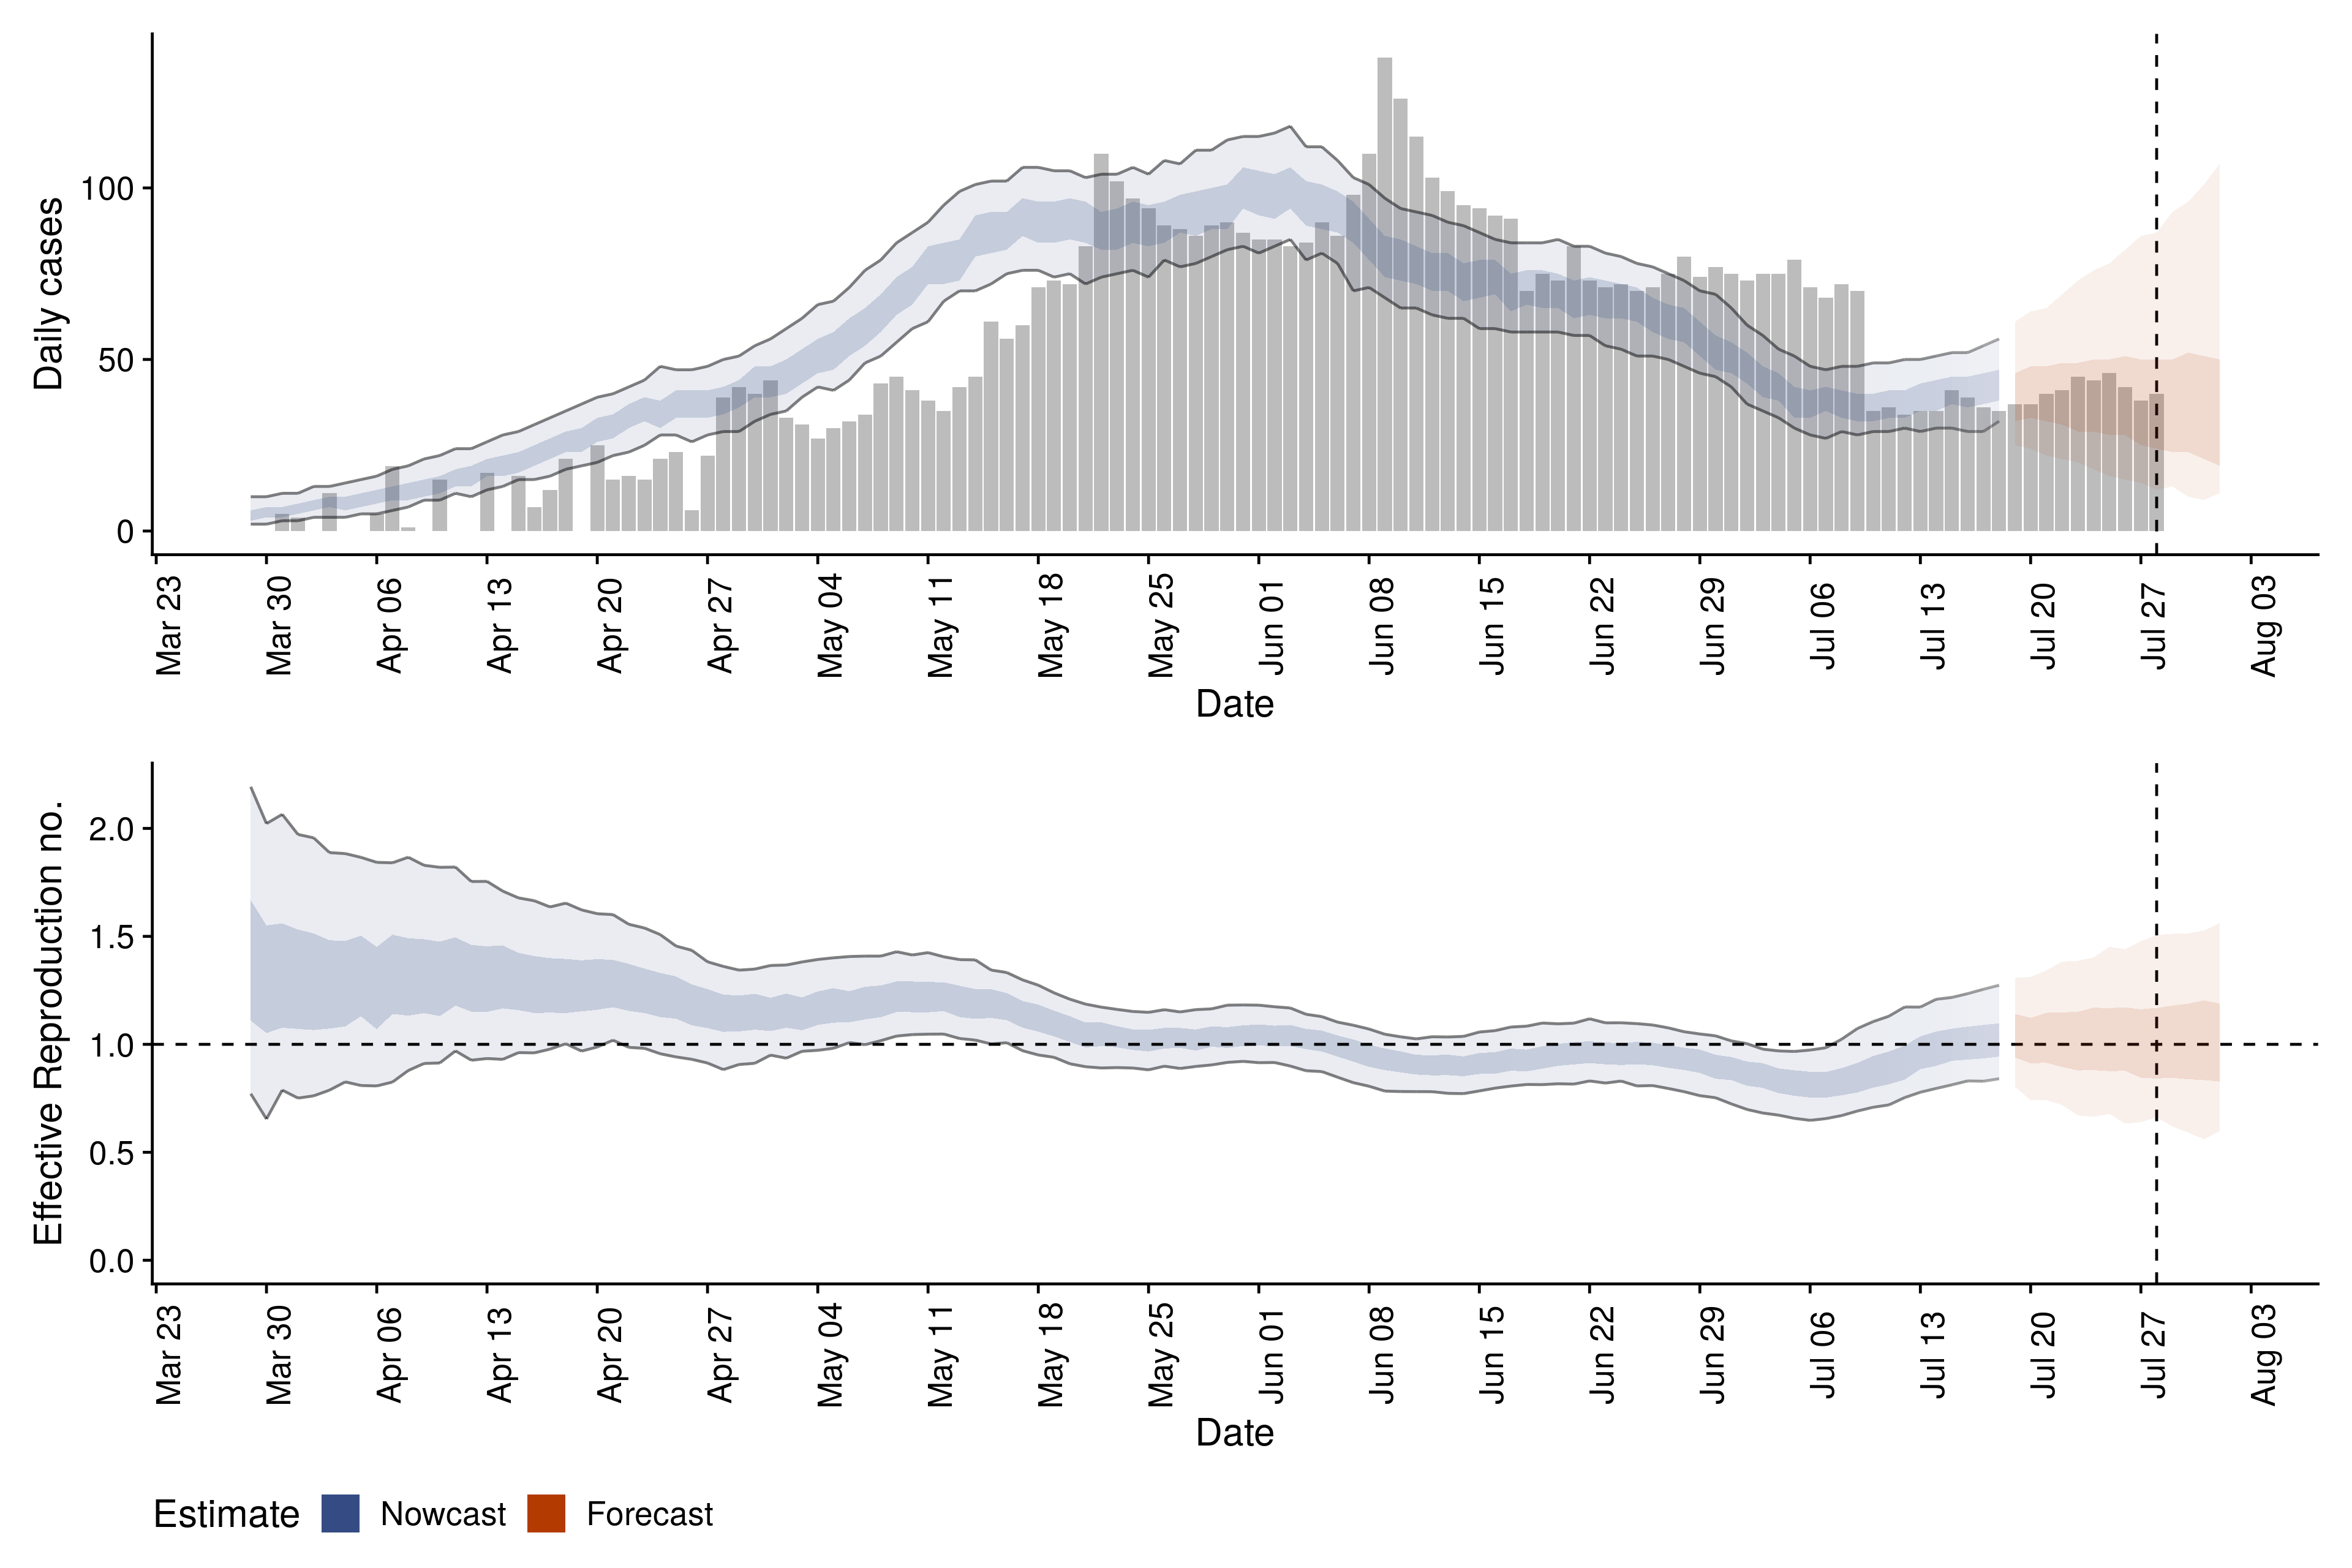 Daily cases
100
50
0
Mar 23
Mar 30
Apr 06
Apr 13
Apr 20
Apr 27
May 04
May 11
May 18
May 25
Jun 01
Jun 08
Jun 15
Jun 22
Jun 29
Jul 06
Jul 13
Jul 20
Jul 27
Aug 03
Date
Effective Reproduction no.
2.0
1.5
1.0
0.5
0.0
Mar 23
Mar 30
Apr 06
Apr 13
Apr 20
Apr 27
May 04
May 11
May 18
May 25
Jun 01
Jun 08
Jun 15
Jun 22
Jun 29
Jul 06
Jul 13
Jul 20
Jul 27
Aug 03
Date
Estimate Nowcast Forecast